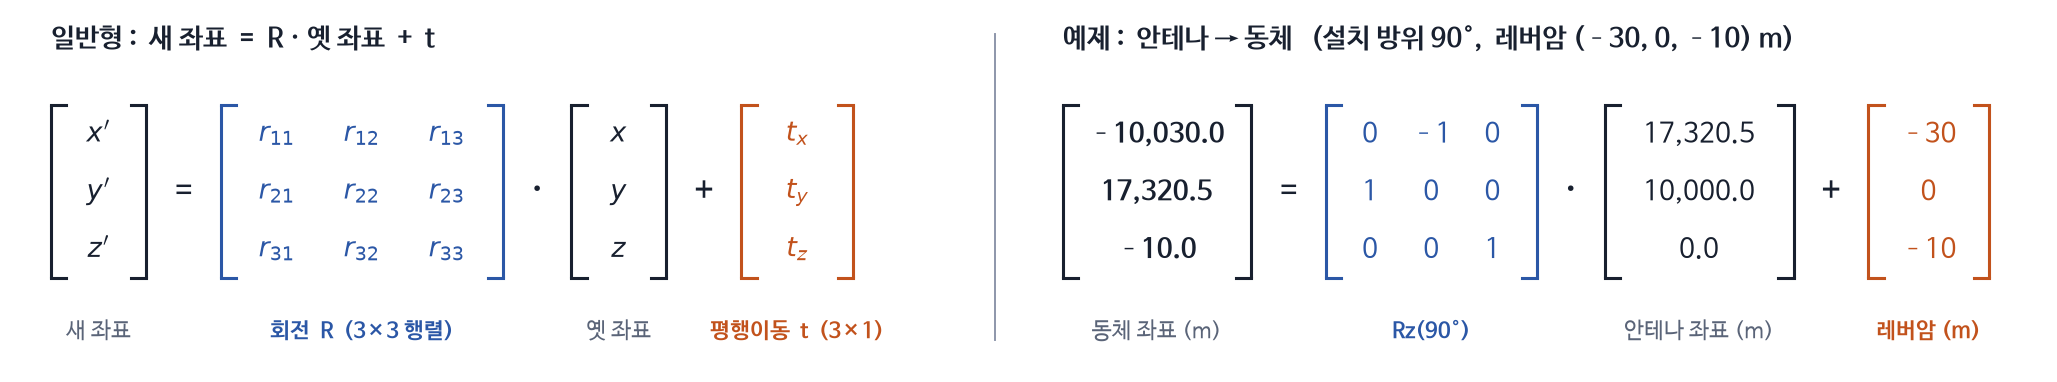 일반형 : 새 좌표 = R · 옛 좌표 + t
x′ r11 r12 r13 x tx
y′ = r21 r22 r23 · y + ty
z′ r31 r32 r33 z tz
새 좌표 회전 R (3×3 행렬) 옛 좌표 평행이동 t (3×1)
예제 : 안테나 → 동체 (설치 방위 90°, 레버암 (−30, 0, −10) m)
−10,030.0 0 −1 0 17,320.5 −30
17,320.5 = 1 0 0 · 10,000.0 + 0
−10.0 0 0 1 0.0 −10
동체 좌표 (m) Rz(90°) 안테나 좌표 (m) 레버암 (m)